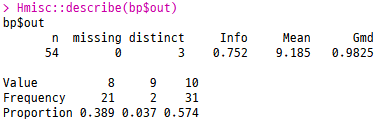 > Hmisc::describe(bp$out)
bp$out
n missing distinct Info Mean Gmd
54 0 3 0.752 9.185 0.9825
Value 8 9 10
Frequency 21 2 31
Proportion 0.389 0.037 0.574